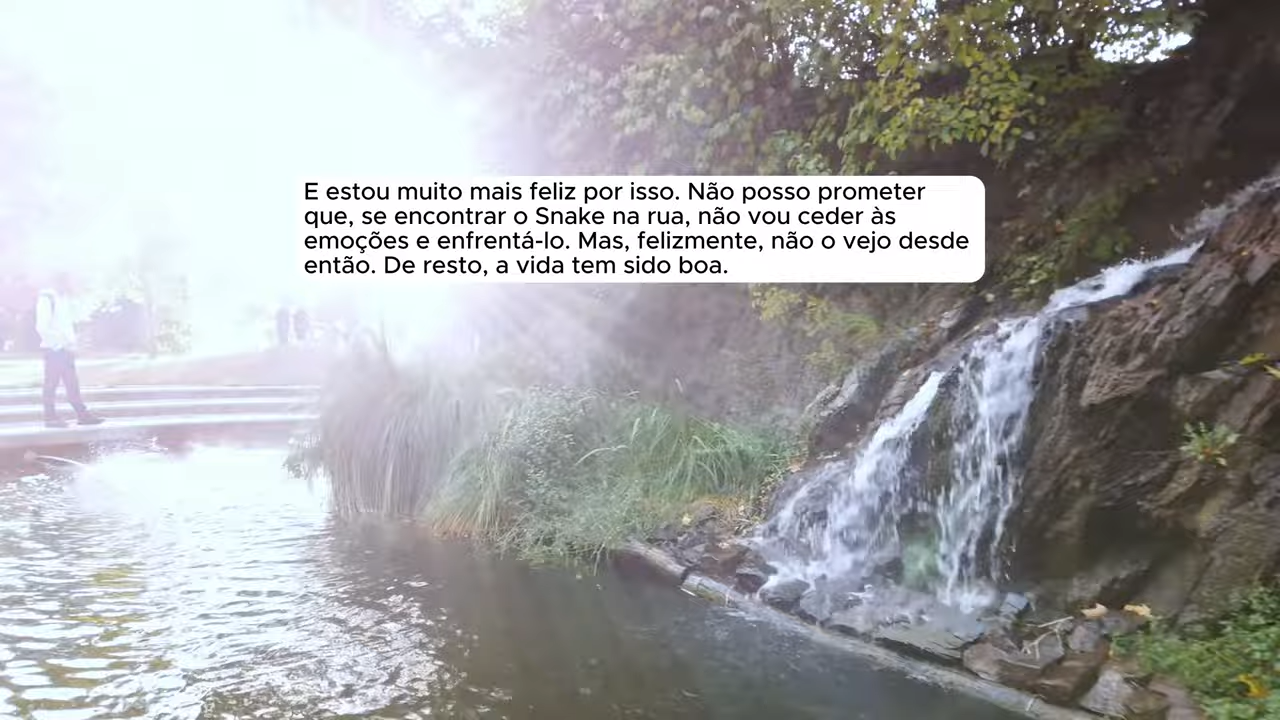 E estou muito mais feliz por isso. Não posso prometer
que, se encontrar o Snake na rua, não vou ceder às
emoções e enfrentá-lo. Mas, felizmente, não o vejo desde
então. De resto, a vida tem sido boa.